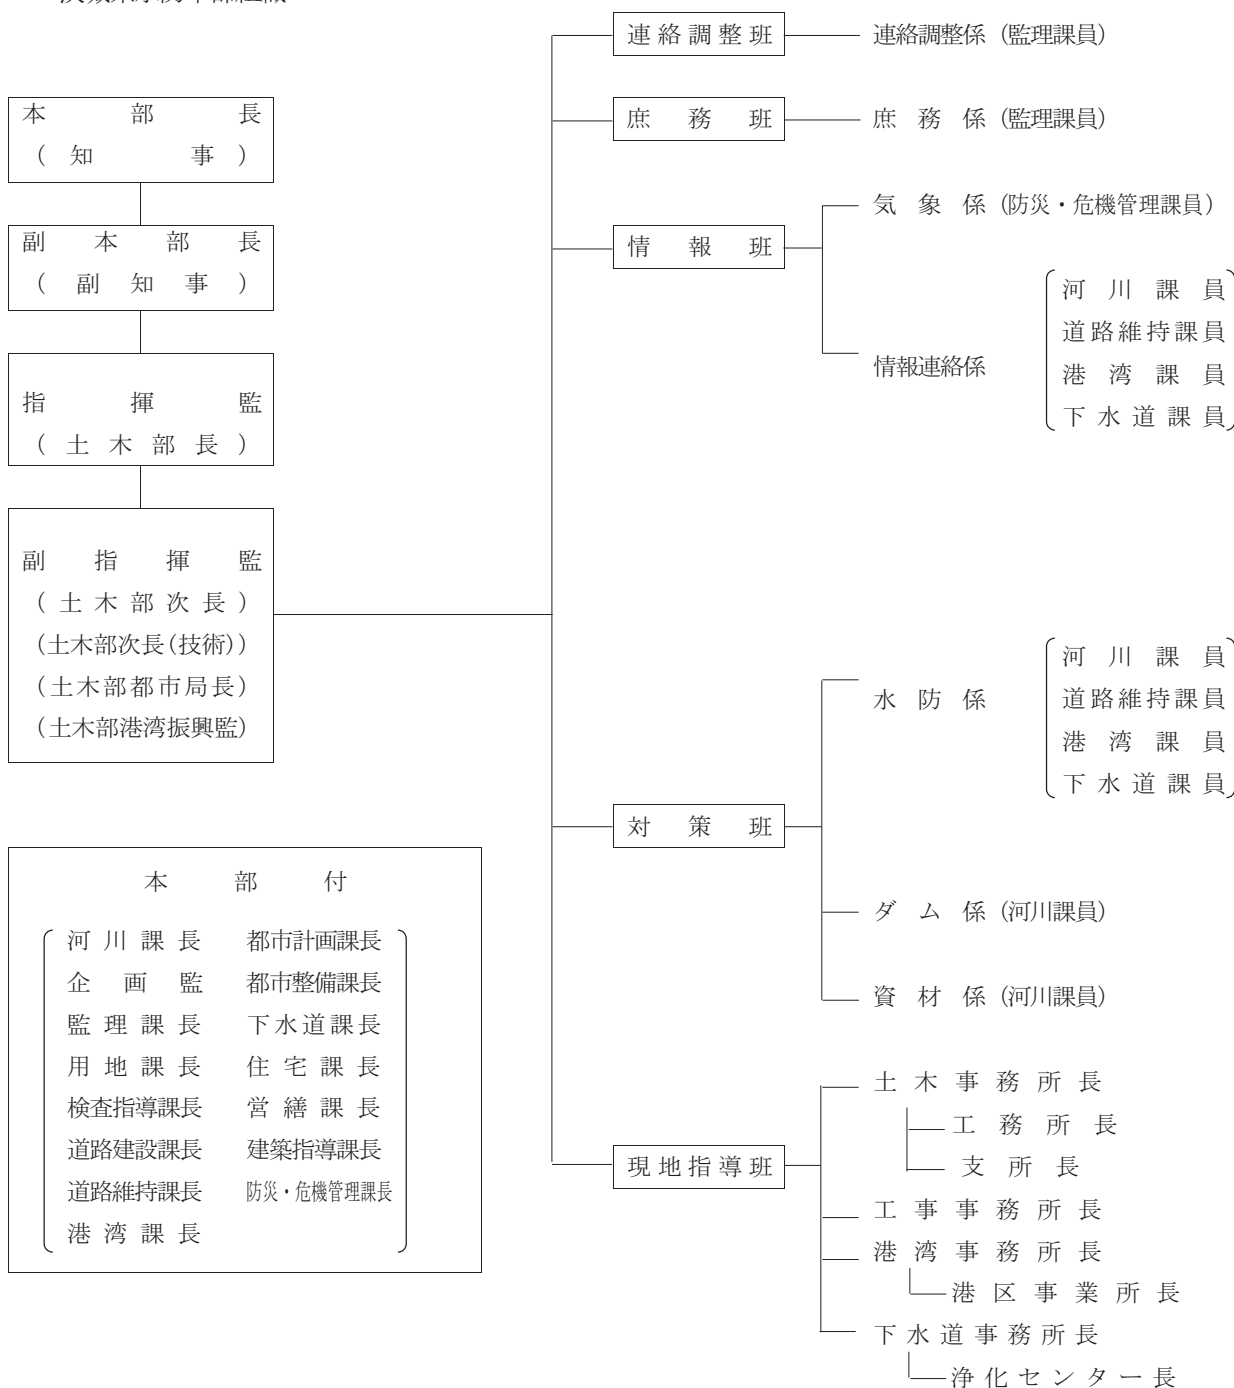 本部長
(知事)
副本部長
(副知事)
指揮監
(土木部長)
副指揮監
(土木部次長)
(土木部次長(技術))
(土木部都市局長)
(土木部港湾振興監)
本部付
河川課長 都市計画課長
企画監 都市整備課長
監理課長 下水道課長
用地課長 住宅課長
検査指導課長 営繕課長
道路建設課長 建築指導課長
道路維持課長 防災・危機管理課長
港湾課長
連絡調整班 連絡調整係(監理課員)
庶務班 庶務係(監理課員)
情報班
気象係(防災・危機管理課員)
情報連絡係
河川課員
道路維持課員
港湾課員
下水道課員
対策班
水防係
河川課員
道路維持課員
港湾課員
下水道課員
ダム係(河川課員)
資材係(河川課員)
現地指導班
土木事務所長
工務所長
支所長
工事事務所長
港湾事務所長
港区事業所長
下水道事務所長
浄化センター長